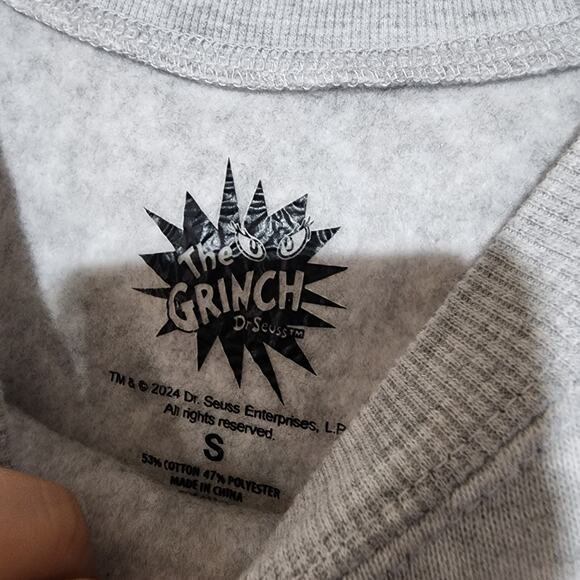 The
GRINCH
Dr. Seuss™
TM & © 2024 Dr. Seuss Enterprises, L.P.
All rights reserved.
S
53% COTTON 47% POLYESTER
MADE IN CHINA